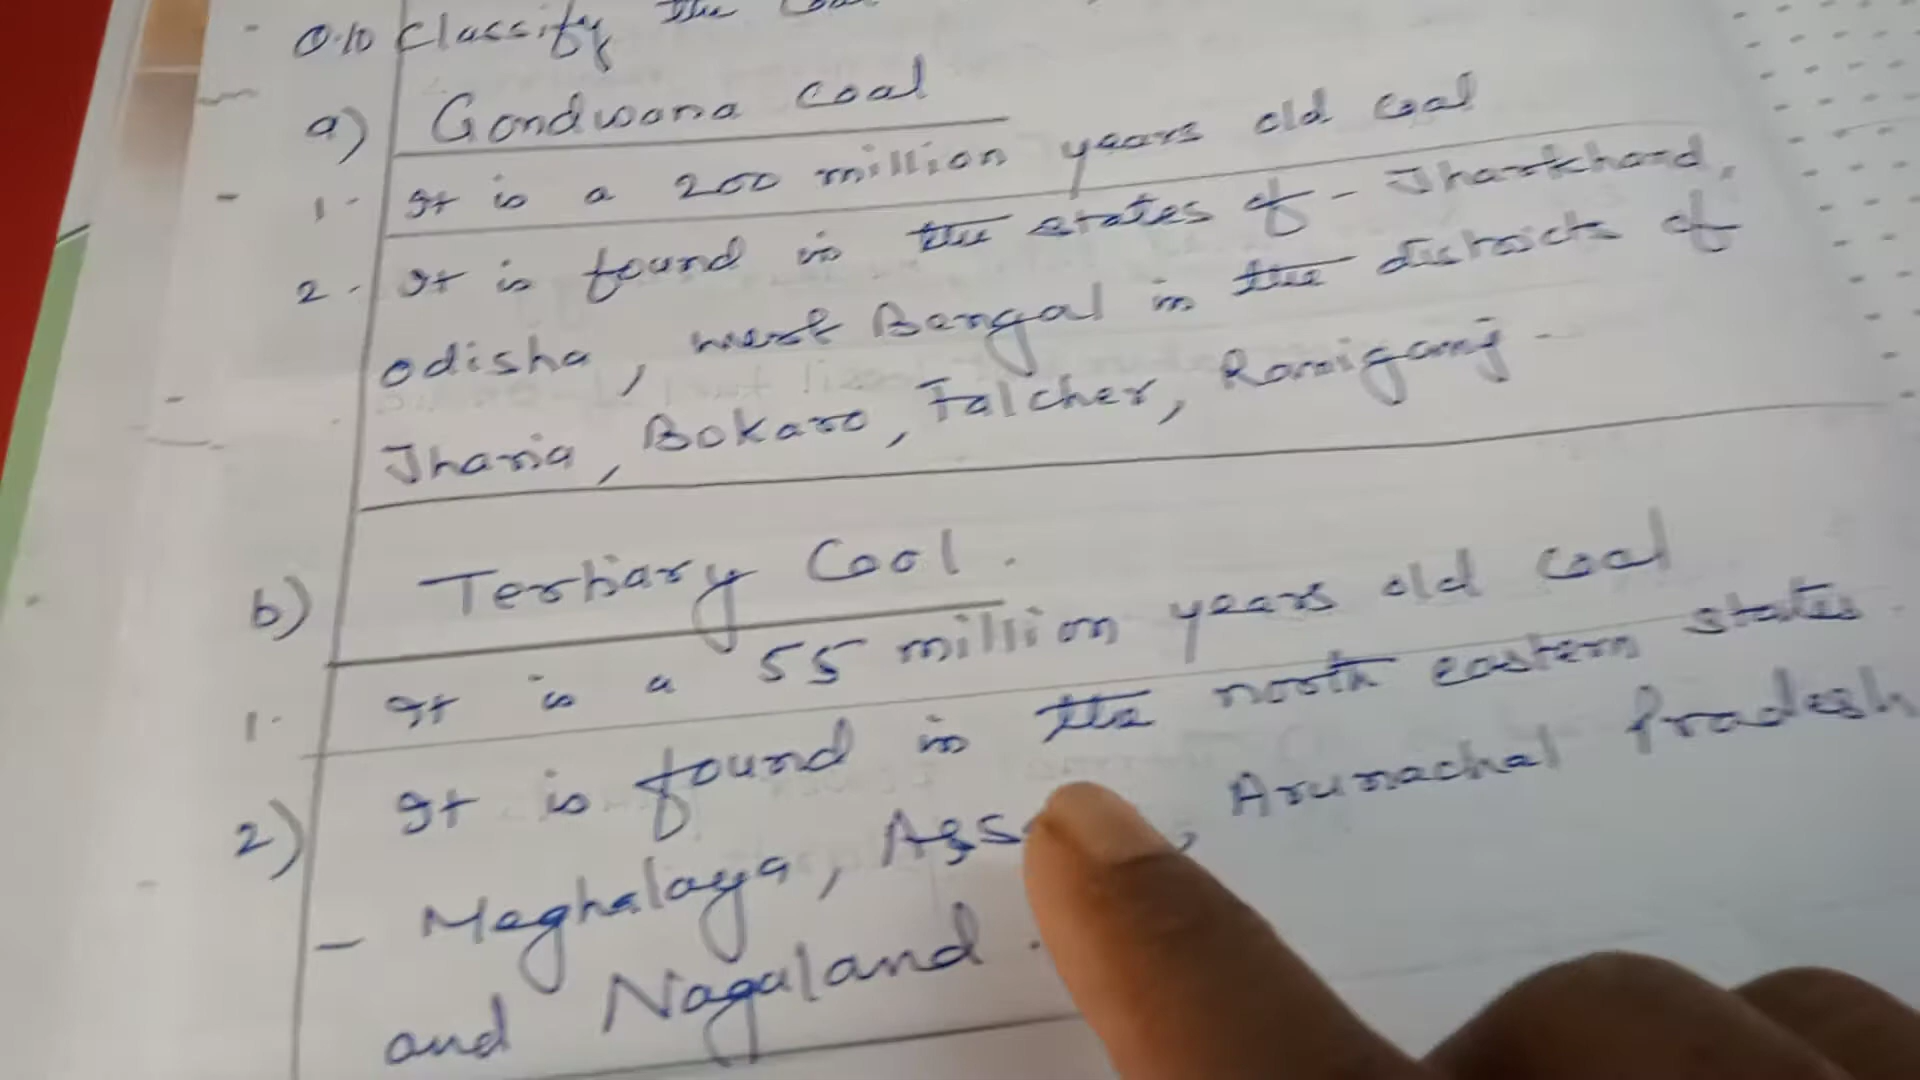 Q.10 Classify the Coal
a) Gondwana Coal
1. It is a 200 million years old coal
2. It is found in the states of - Jharkhand,
odisha, west Bengal in the districts of
Jharia, Bokaro, Talcher, Raniganj -
b) Tertiary Coal.
1. It is a 55 million years old coal
2) It is found in the north eastern states
- Meghalaya, Arunachal Pradesh
and Nagaland.